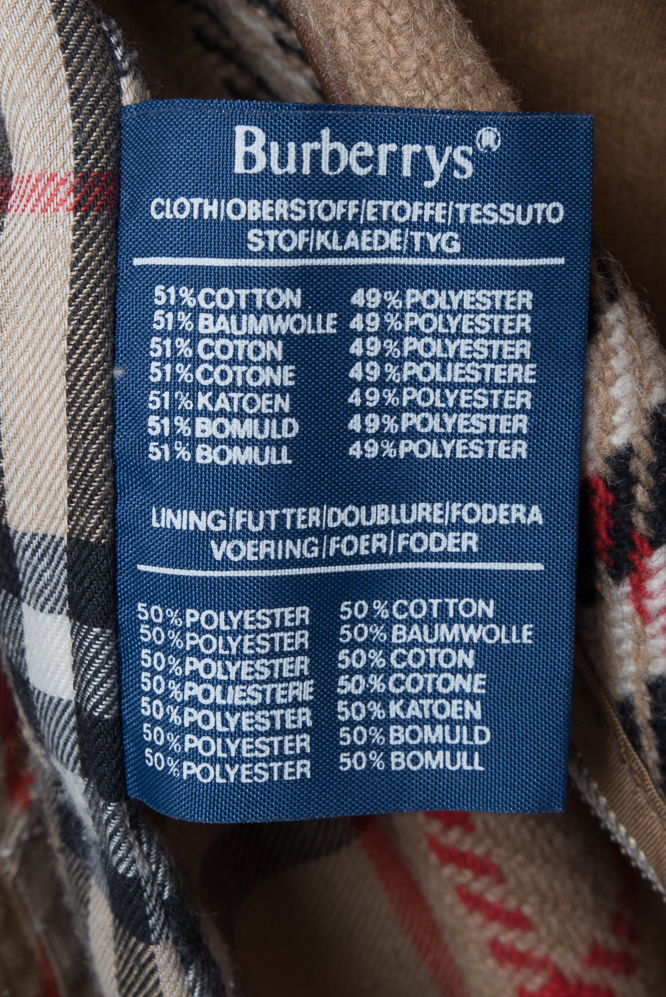 Burberrys®
CLOTH/OBERSTOFF/ETOFFE/TESSUTO
STOF/KLAEDE/TYG
51% COTTON 49% POLYESTER
51% BAUMWOLLE 49% POLYESTER
51% COTON 49% POLYESTER
51% COTONE 49% POLIESTERE
51% KATOEN 49% POLYESTER
51% BOMULD 49% POLYESTER
51% BOMULL 49% POLYESTER
LINING/FUTTER/DOUBLURE/FODERA
VOERING/FOER/FODER
50% POLYESTER 50% COTTON
50% POLYESTER 50% BAUMWOLLE
50% POLYESTER 50% COTON
50% POLIESTERE 50% COTONE
50% POLYESTER 50% KATOEN
50% POLYESTER 50% BOMULD
50% POLYESTER 50% BOMULL